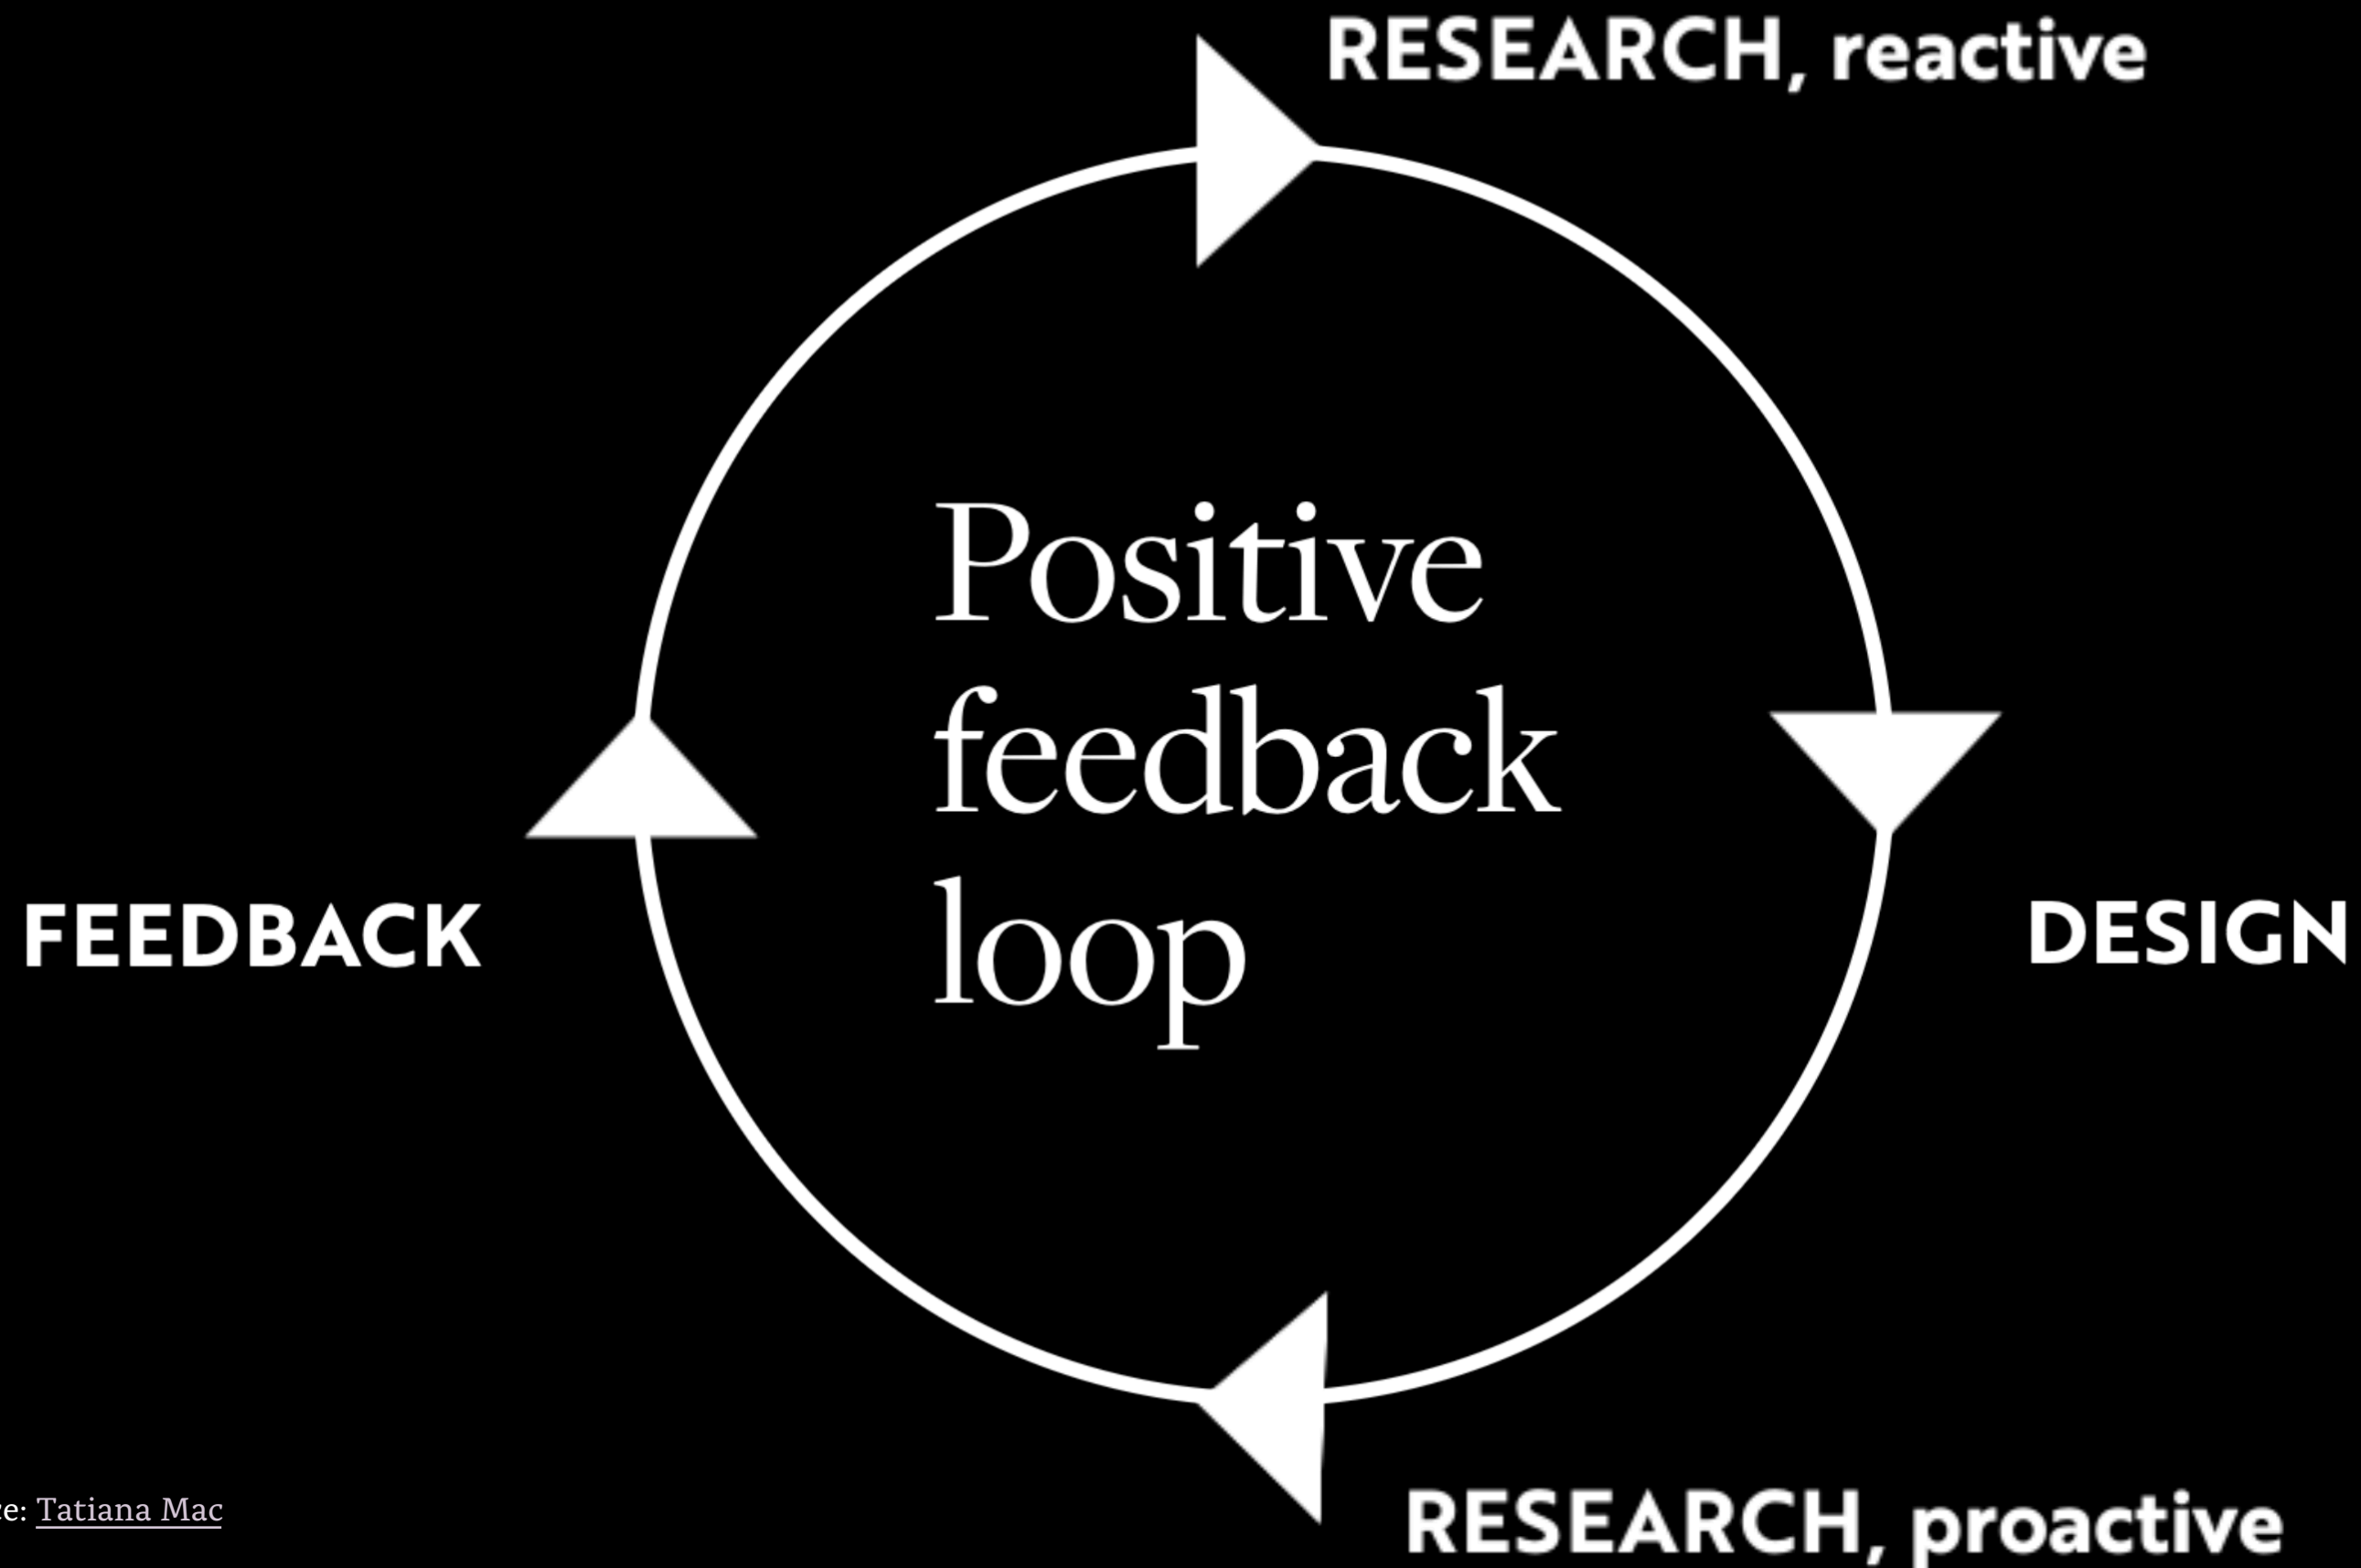 RESEARCH, reactive
Positive
feedback
loop
FEEDBACK
DESIGN
RESEARCH, proactive
Tatiana Mac